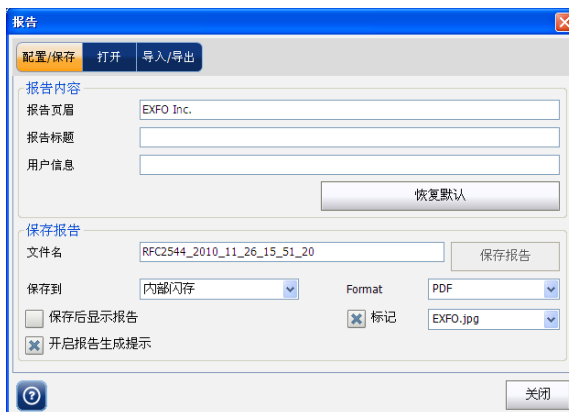 报告
配置/保存 打开 导入/导出
报告内容
报告页眉 EXFO Inc.
报告标题
用户信息
恢复默认
保存报告
文件名 RFC2544_2010_11_26_15_51_20 保存报告
保存到 内部闪存 Format PDF
保存后显示报告 标记 EXFO.jpg
开启报告生成提示
? 关闭